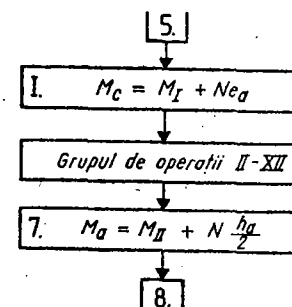 5.
I. M_c = M_I + Ne_a
Grupul de operații II-XII
7. M_a = M_II + N h_a/2
8.